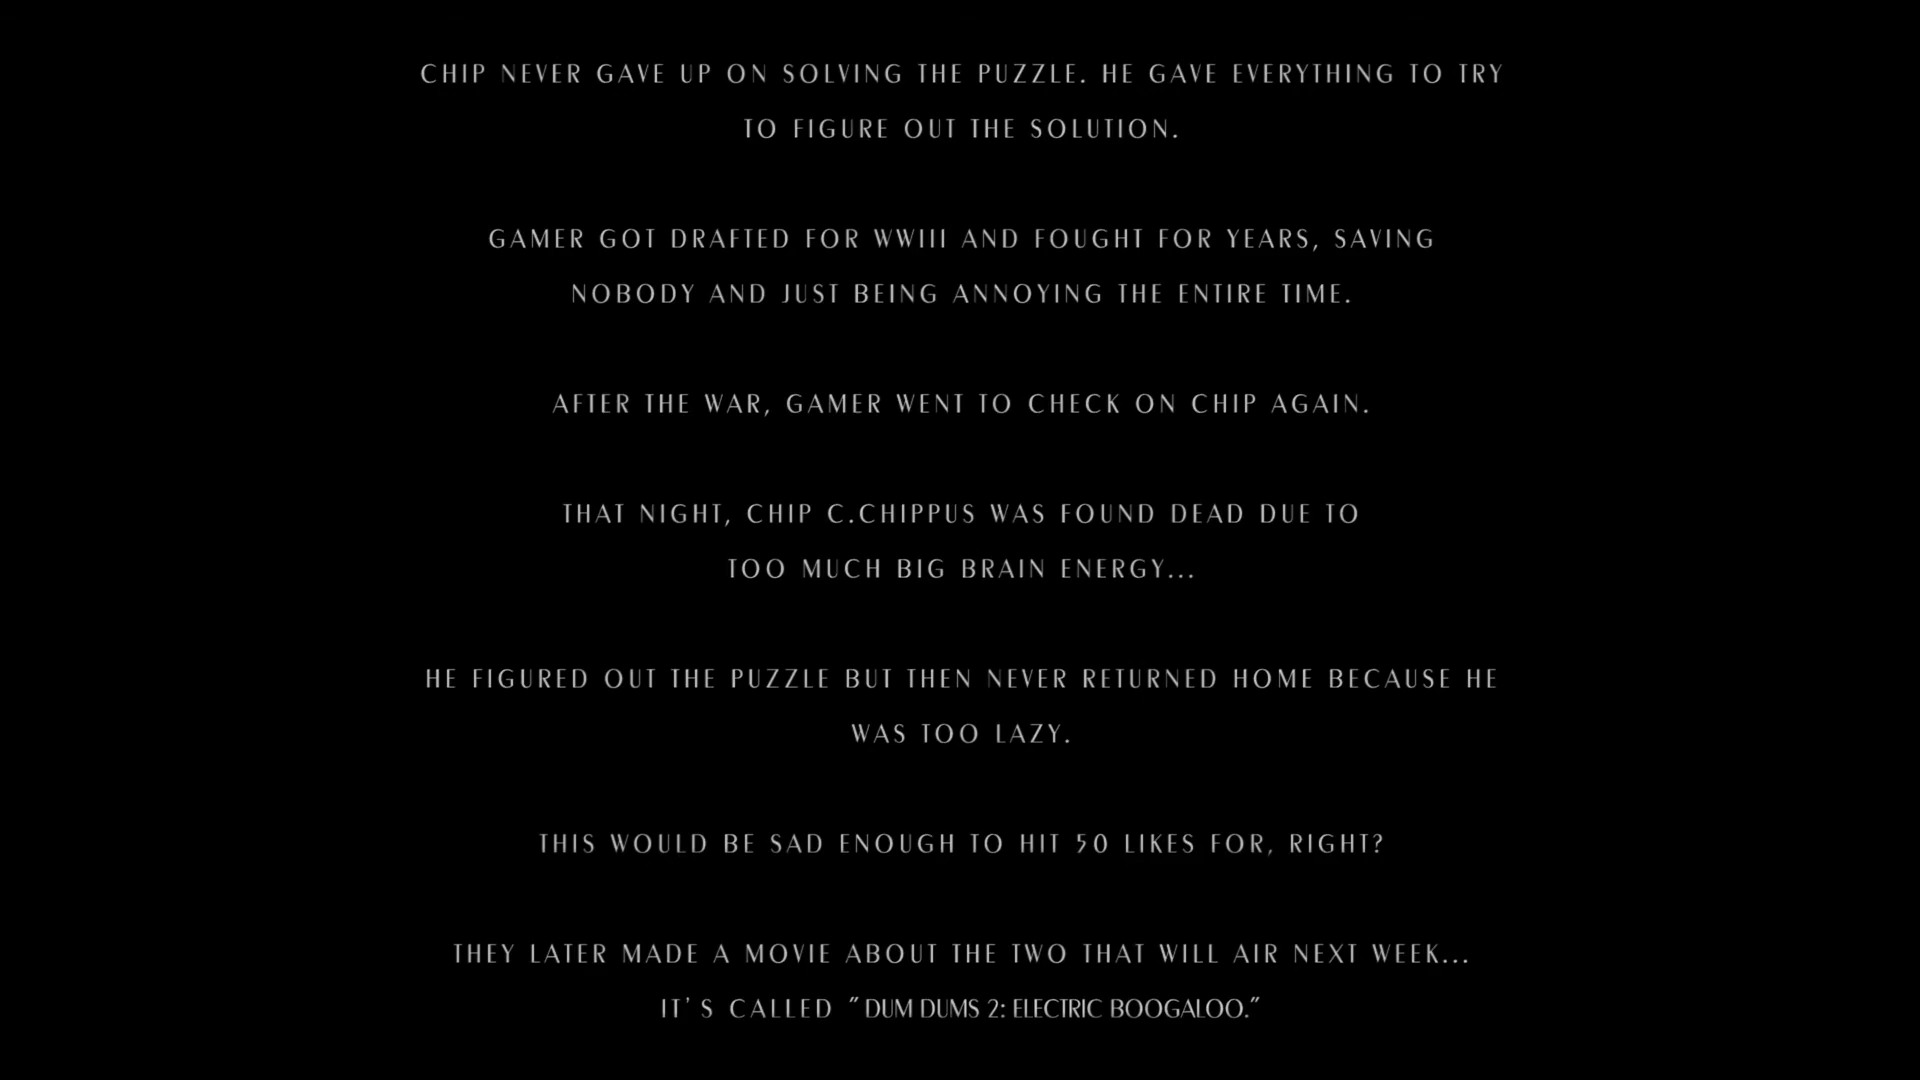 CHIP NEVER GAVE UP ON SOLVING THE PUZZLE. HE GAVE EVERYTHING TO TRY
TO FIGURE OUT THE SOLUTION.
GAMER GOT DRAFTED FOR WWIII AND FOUGHT FOR YEARS, SAVING
NOBODY AND JUST BEING ANNOYING THE ENTIRE TIME.
AFTER THE WAR, GAMER WENT TO CHECK ON CHIP AGAIN.
THAT NIGHT, CHIP C.CHIPPUS WAS FOUND DEAD DUE TO
TOO MUCH BIG BRAIN ENERGY...
HE FIGURED OUT THE PUZZLE BUT THEN NEVER RETURNED HOME BECAUSE HE
WAS TOO LAZY.
THIS WOULD BE SAD ENOUGH TO HIT 50 LIKES FOR, RIGHT?
THEY LATER MADE A MOVIE ABOUT THE TWO THAT WILL AIR NEXT WEEK...
IT'S CALLED "DUM DUMS 2: ELECTRIC BOOGALOO."